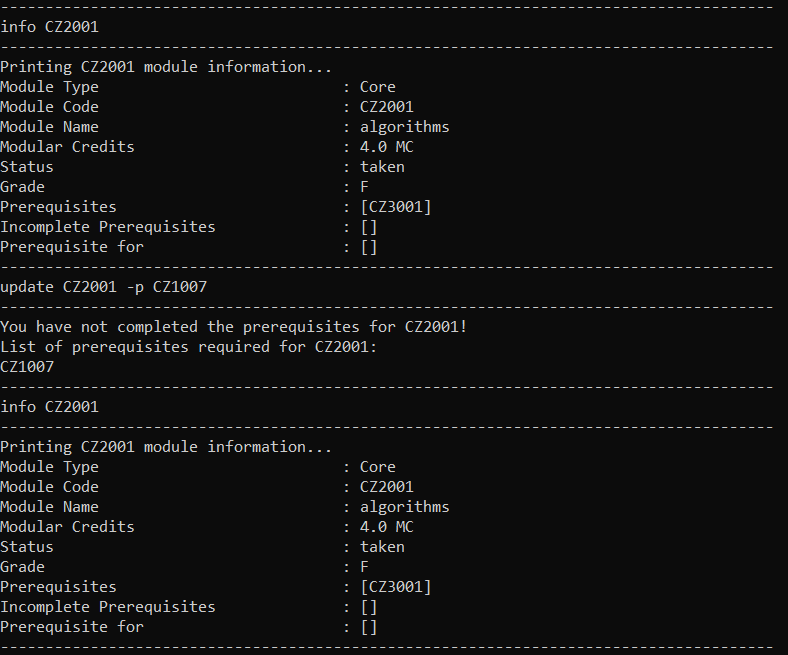 --------------------------------------------------------------------------------------
info CZ2001
--------------------------------------------------------------------------------------
Printing CZ2001 module information...
Module Type                           : Core
Module Code                           : CZ2001
Module Name                           : algorithms
Modular Credits                       : 4.0 MC
Status                                : taken
Grade                                 : F
Prerequisites                         : [CZ3001]
Incomplete Prerequisites              : []
Prerequisite for                      : []
--------------------------------------------------------------------------------------
update CZ2001 -p CZ1007
--------------------------------------------------------------------------------------
You have not completed the prerequisites for CZ2001!
List of prerequisites required for CZ2001:
CZ1007
--------------------------------------------------------------------------------------
info CZ2001
--------------------------------------------------------------------------------------
Printing CZ2001 module information...
Module Type                           : Core
Module Code                           : CZ2001
Module Name                           : algorithms
Modular Credits                       : 4.0 MC
Status                                : taken
Grade                                 : F
Prerequisites                         : [CZ3001]
Incomplete Prerequisites              : []
Prerequisite for                      : []
--------------------------------------------------------------------------------------